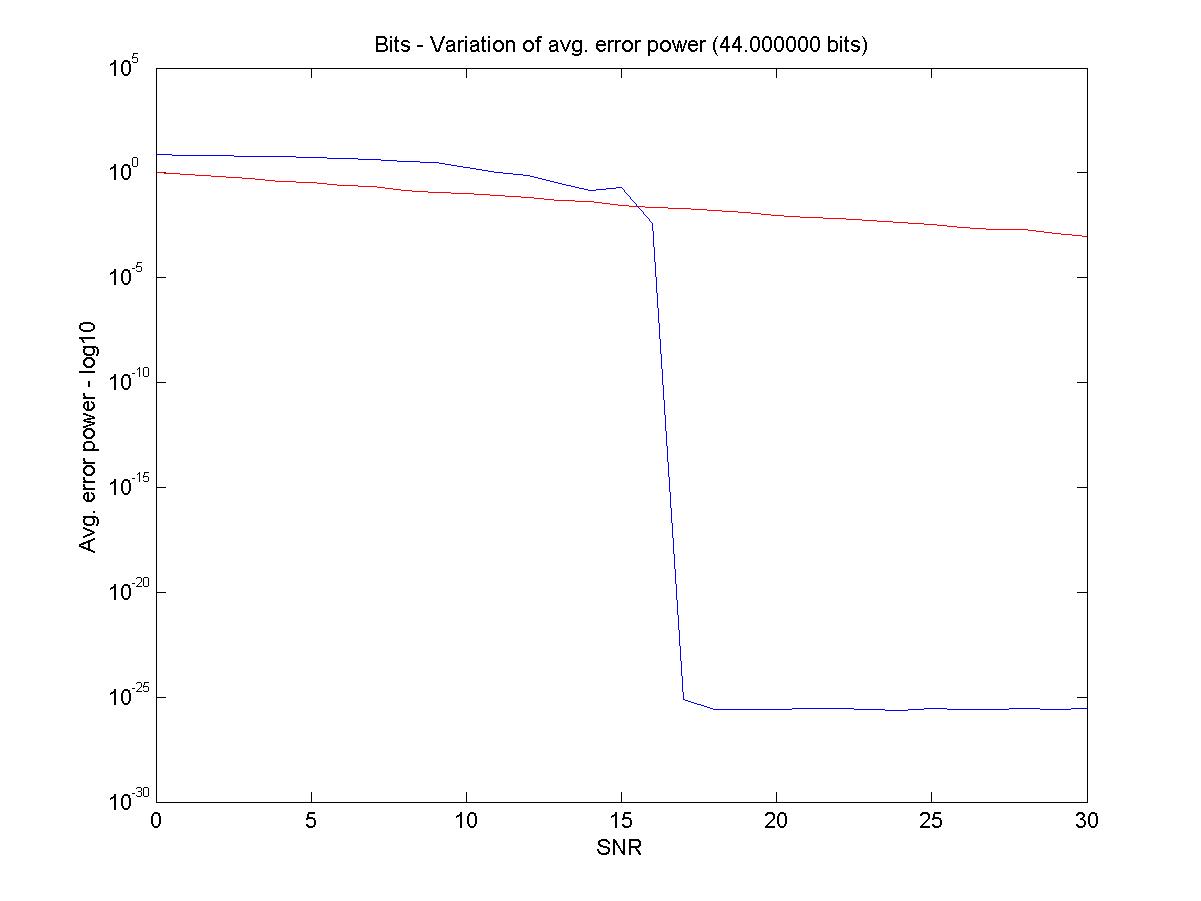 Bits - Variation of avg. error power (44.000000 bits)
10^5
10^0
10^-5
10^-10
10^-15
10^-20
10^-25
10^-30
Avg. error power - log10
0 5 10 15 20 25 30
SNR